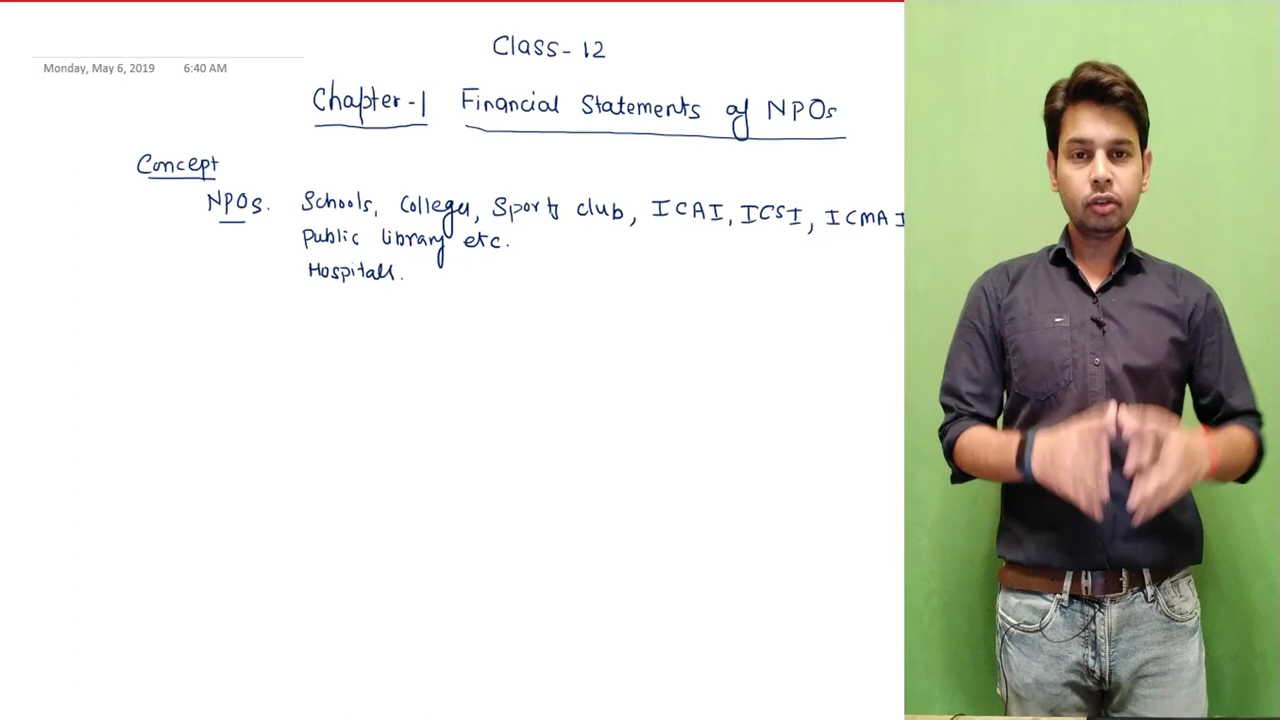 Class-12
Monday, May 6, 2019 6:40 AM
Chapter-1 Financial Statements of NPOs
Concept
NPOs. Schools, Colleges, Sports club, ICAI, ICSI, ICMAI
Public library etc.
Hospitals.